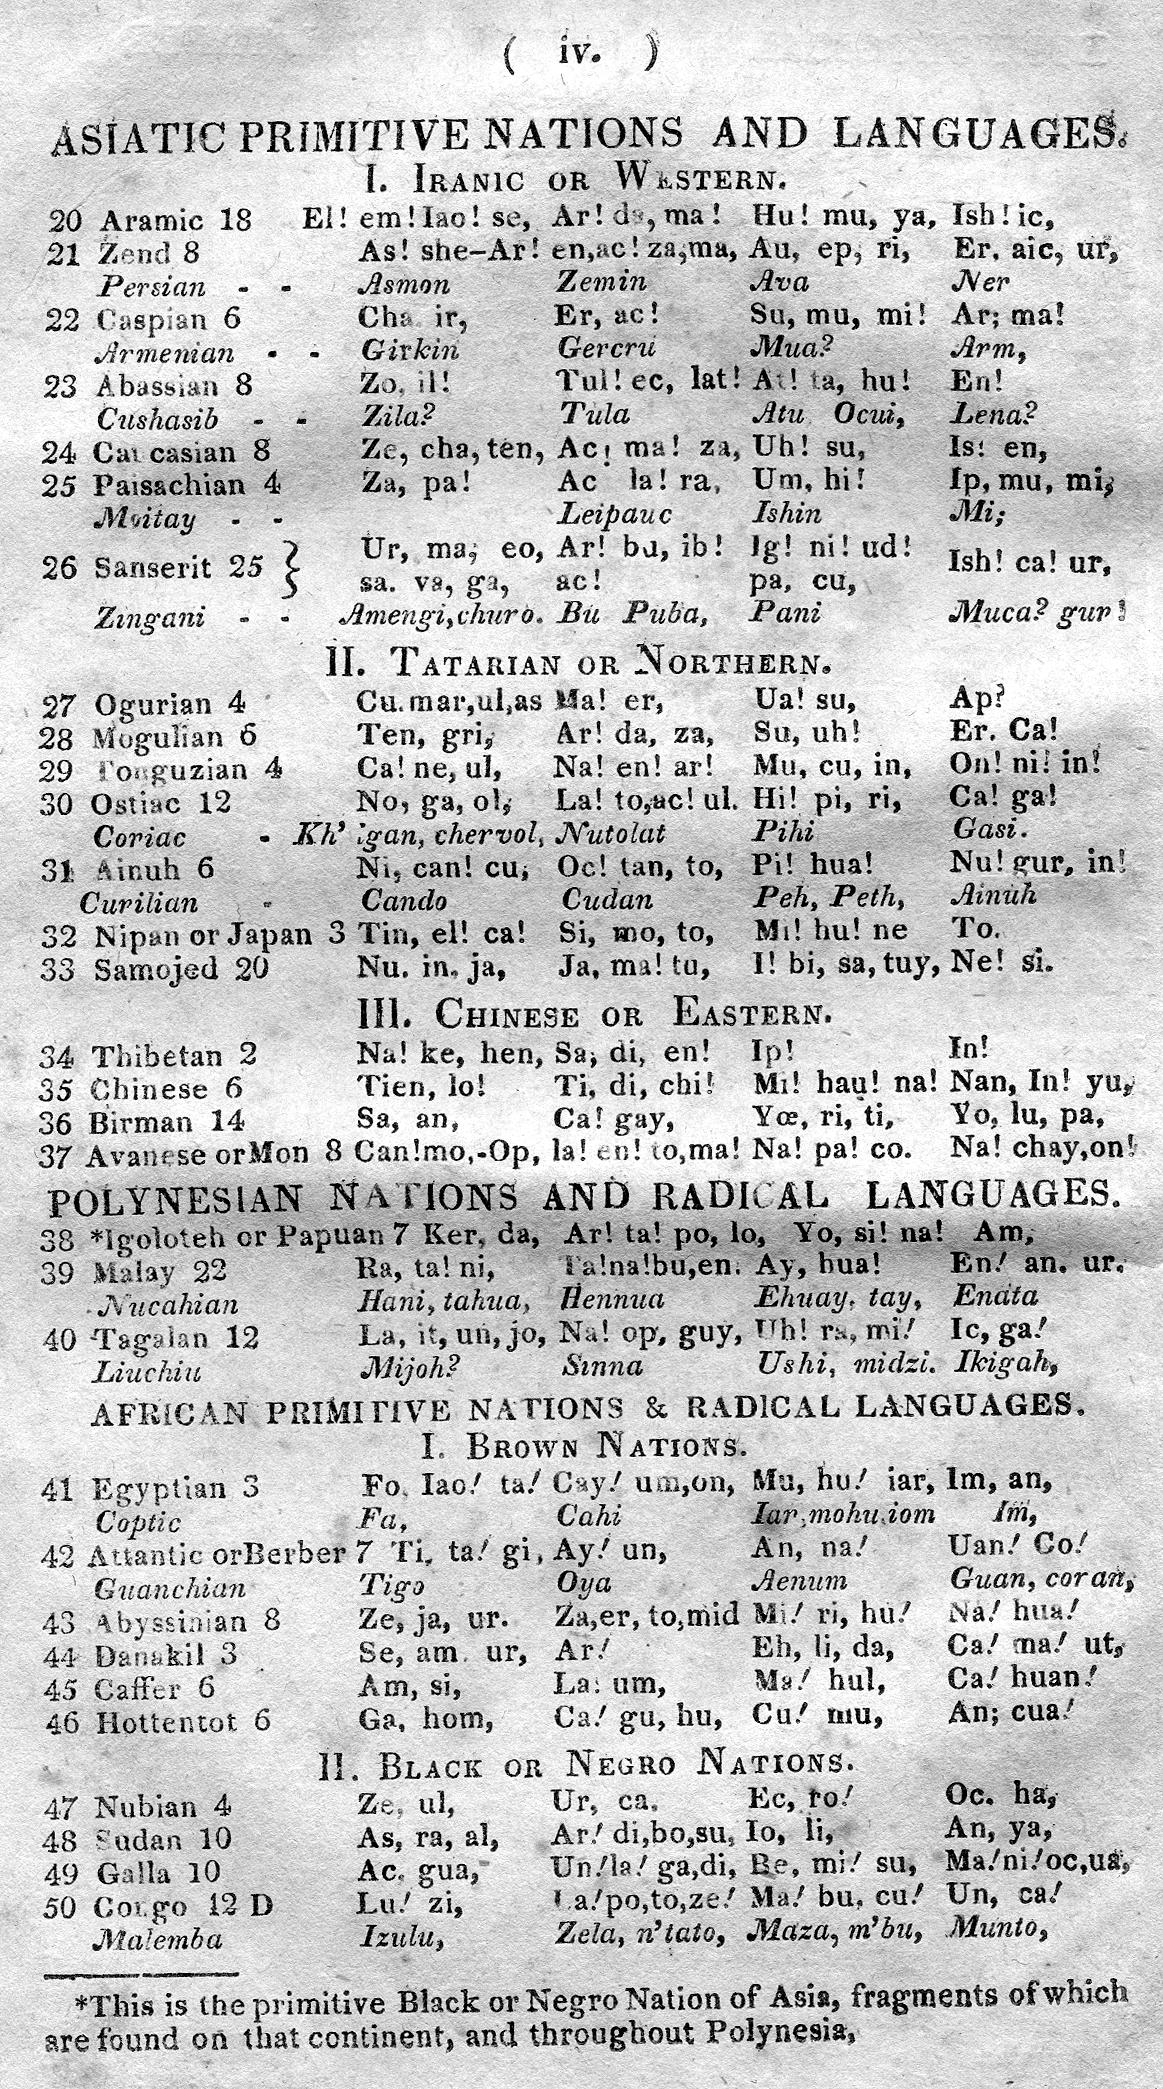 ( iv. )
ASIATIC PRIMITIVE NATIONS AND LANGUAGES.
I. IRANIC OR WESTERN.
20 Aramic 18 El! em! Iao! se, Ar! da, ma! Hu! mu, ya, Ish! ic,
21 Zend 8 As! she-Ar! en, ac! za, ma, Au, ep, ri, Er, aic, ur,
Persian - - Asmon Zemin Ava Ner
22 Caspian 6 Cha ir, Er, ac! Su, mu, mi! Ar; ma!
Armenian - - Girkin Gercru Mua? Arm,
23 Abassian 8 Zo, il! Tul! ec, lat! At! ta, hu! En!
Cushasib - - Zila? Tula Atu Ocui, Lena?
24 Caucasian 8 Ze, cha, ten, Ac! ma! za, Uh! su, Is! en,
25 Paisachian 4 Za, pa! Ac la! ra, Um, hi! Ip, mu, mi;
Moitay - - Leipauc Ishin Mi;
26 Sanscrit 25 } Ur, ma, eo, Ar! bu, ib! Ig! ni! ud! Ish! ca! ur,
sa. va, ga, ac! pa, cu,
Zingani - - Amengi, churo. Bu Puba, Pani Muca? gur!
II. TATARIAN OR NORTHERN.
27 Ogurian 4 Cu. mar, ul, as Ma! er, Ua! su, Ap?
28 Mogulian 6 Ten, gri, Ar! da, za, Su, uh! Er. Ca!
29 Tonguzian 4 Ca! ne, ul, Na! en! ar! Mu, cu, in, On! ni! in!
30 Ostiac 12 No, ga, ol, La! to, ac! ul. Hi! pi, ri, Ca! ga!
Coriac - Kh' igan, chervol, Nutolat Pihi Gasi.
31 Ainuh 6 Ni, can! cu, Oc! tan, to, Pi! hua! Nu! gur, in!
Curilian - Cando Cudan Peh, Peth, Ainuh
32 Nipan or Japan 3 Tin, el! ca! Si, mo, to, Mi! hu! ne To.
33 Samojed 20 Nu. in, ja, Ja, ma! tu, I! bi, sa, tuy, Ne! si.
III. CHINESE OR EASTERN.
34 Thibetan 2 Na! ke, hen, Sa, di, en! Ip! In!
35 Chinese 6 Tien, lo! Ti, di, chi! Mi! hau! na! Nan, In! yu,
36 Birman 14 Sa, an, Ca! gay, Yœ, ri, ti, Yo, lu, pa,
37 Avanese or Mon 8 Can! mo,-Op, la! en! to, ma! Na! pa! co. Na! chay, on!
POLYNESIAN NATIONS AND RADICAL LANGUAGES.
38 *Igoloteh or Papuan 7 Ker, da, Ar! ta! po, lo, Yo, si! na! Am,
39 Malay 22 Ra, ta! ni, Ta! na! bu, en. Ay, hua! En! an. ur.
Nucahian Hani, tahua, Hennua Ehuay, tay, Enata
40 Tagalan 12 La, it, un, jo, Na! op, guy, Uh! ra, mi! Ic, ga!
Liuchiu Mijoh? Sinna Ushi, midzi. Ikigah,
AFRICAN PRIMITIVE NATIONS & RADICAL LANGUAGES.
I. BROWN NATIONS.
41 Egyptian 3 Fo, Iao! ta! Cay! um, on, Mu, hu! iar, Im, an,
Coptic Fa, Cahi Iar, mohu, iom Im,
42 Attantic or Berber 7 Ti, ta! gi, Ay! un, An, na! Uan! Co!
Guanchian Tigo Oya Aenum Guan, coran,
43 Abyssinian 8 Ze, ja, ur. Za, er, to, mid Mi! ri, hu! Na! hua!
44 Danakil 3 Se, am. ur, Ar! Eh, li, da, Ca! ma! ut,
45 Caffer 6 Am, si, La! um, Ma! hul, Ca! huan!
46 Hottentot 6 Ga, hom, Ca! gu, hu, Cu! mu, An; cua!
II. BLACK OR NEGRO NATIONS.
47 Nubian 4 Ze, ul, Ur, ca, Ec, ro! Oc. ha,
48 Sudan 10 As, ra, al, Ar! di, bo, su, Io, li, An, ya,
49 Galla 10 Ac, gua, Un! la! ga, di, Be, mi! su, Ma! ni! oc, ua,
50 Congo 12 D Lu! zi, La! po, to, ze! Ma! bu, cu! Un, ca!
Malemba Izulu, Zela, n'tato, Maza, m'bu, Munto,
*This is the primitive Black or Negro Nation of Asia, fragments of which
are found on that continent, and throughout Polynesia,